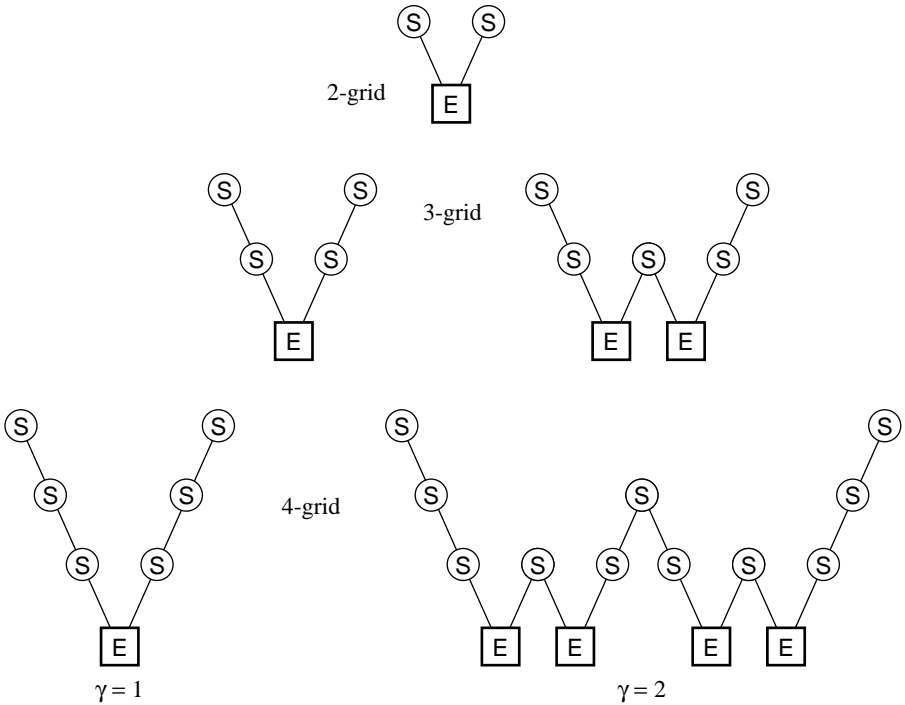 S S
2-grid E
S S 3-grid S S
S S S S S
E E E
S S S S
S S 4-grid S S S
S S S S S S S S
E E E E E
γ = 1 γ = 2